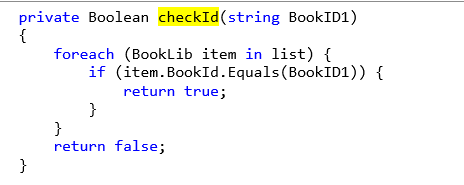 private Boolean checkId(string BookID1)
{
    foreach (BookLib item in list) {
        if (item.BookId.Equals(BookID1)) {
            return true;
        }
    }
    return false;
}